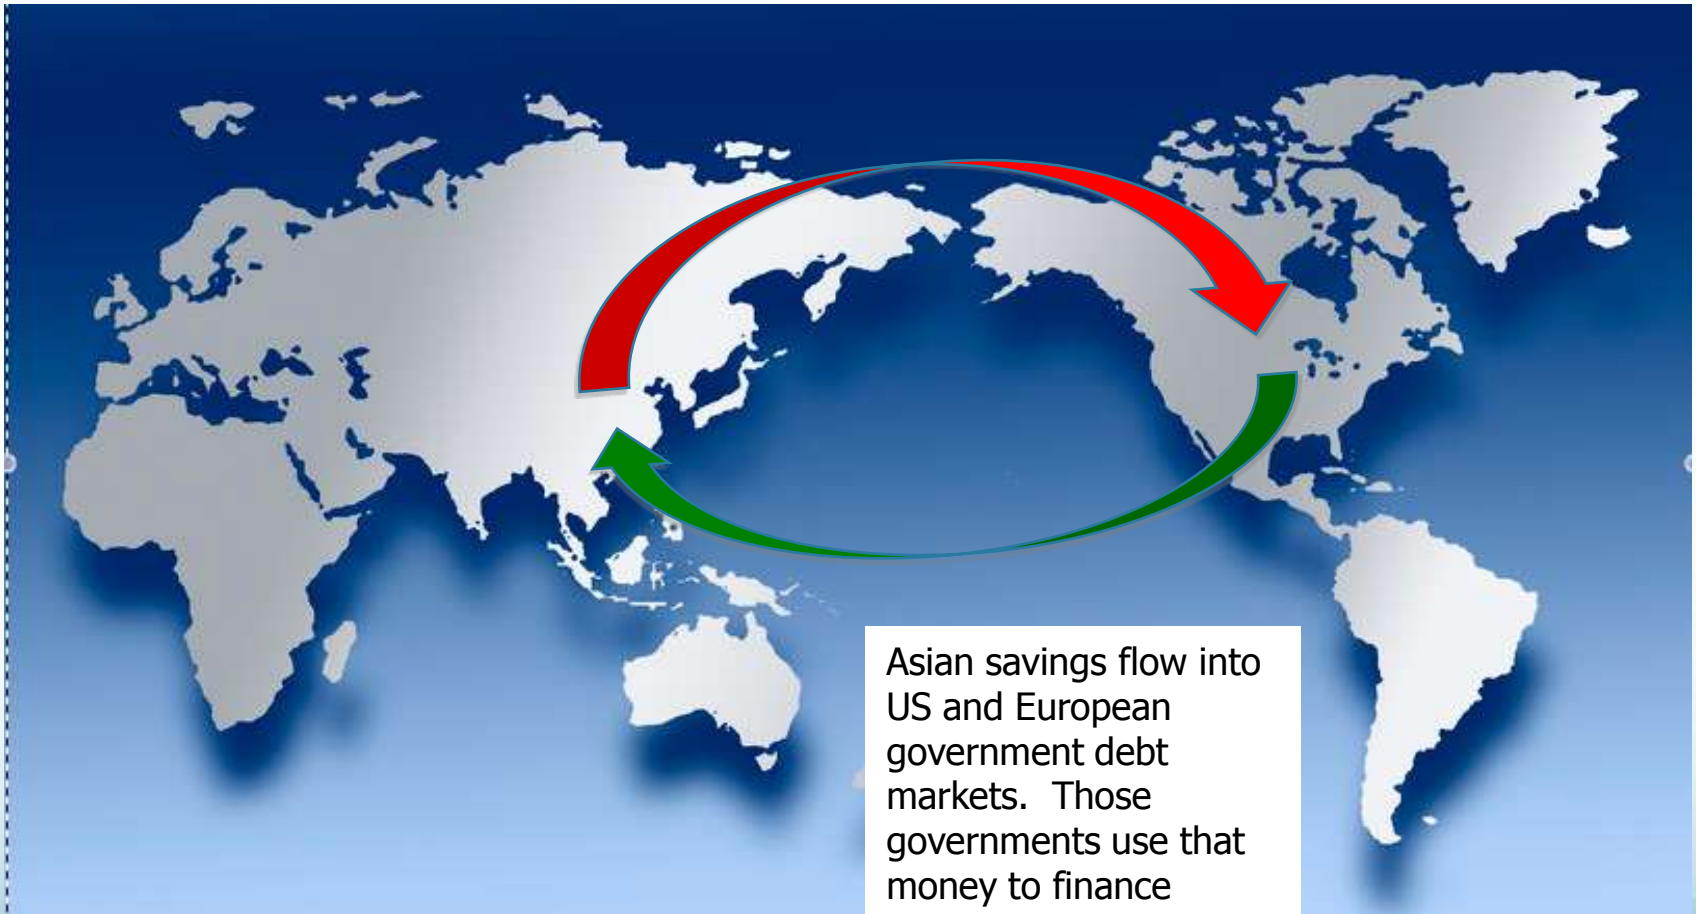 Asian savings flow into
US and European
government debt
markets.  Those
governments use that
money to finance